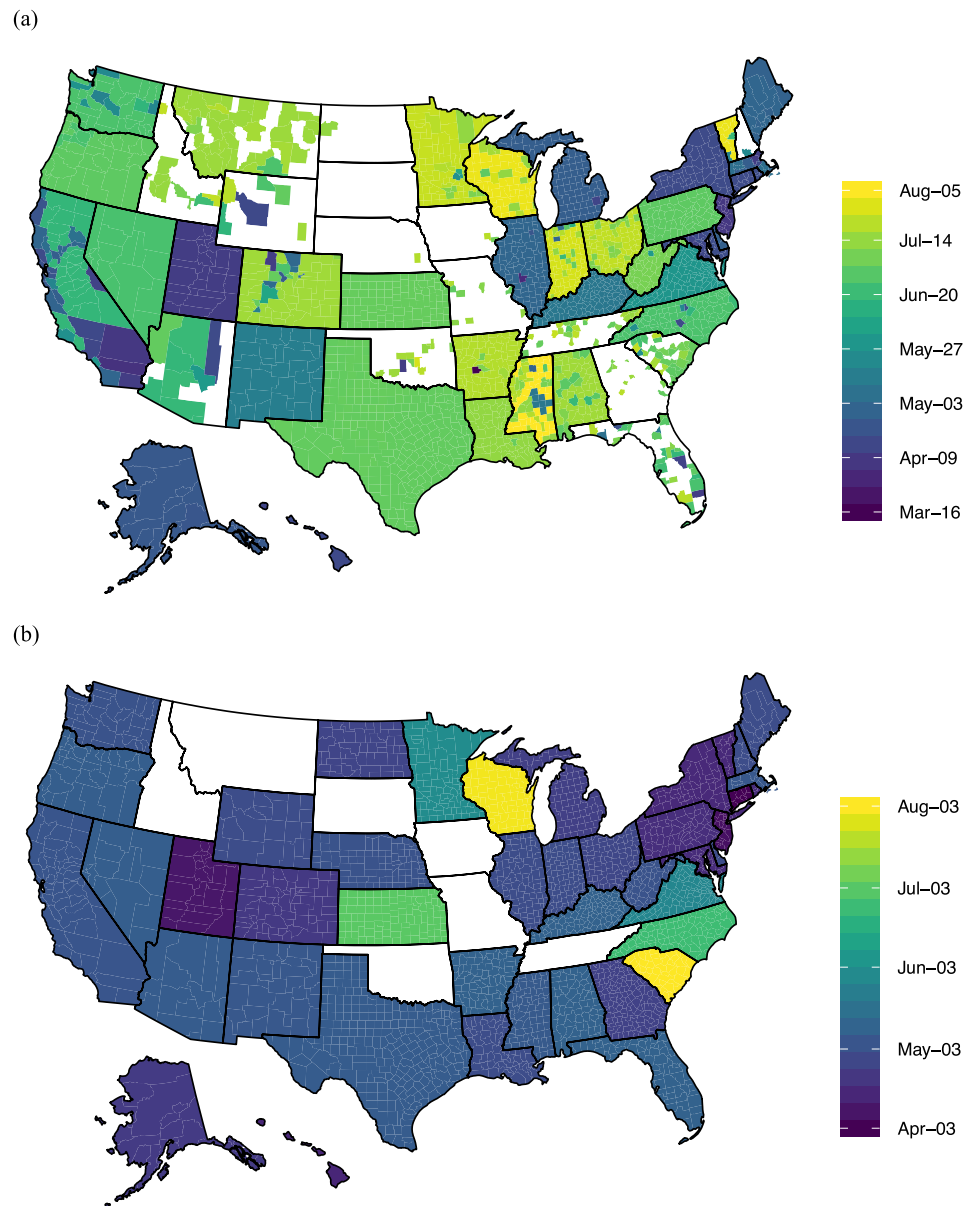 (a)
Aug–05
Jul–14
Jun–20
May–27
May–03
Apr–09
Mar–16
(b)
Aug–03
Jul–03
Jun–03
May–03
Apr–03